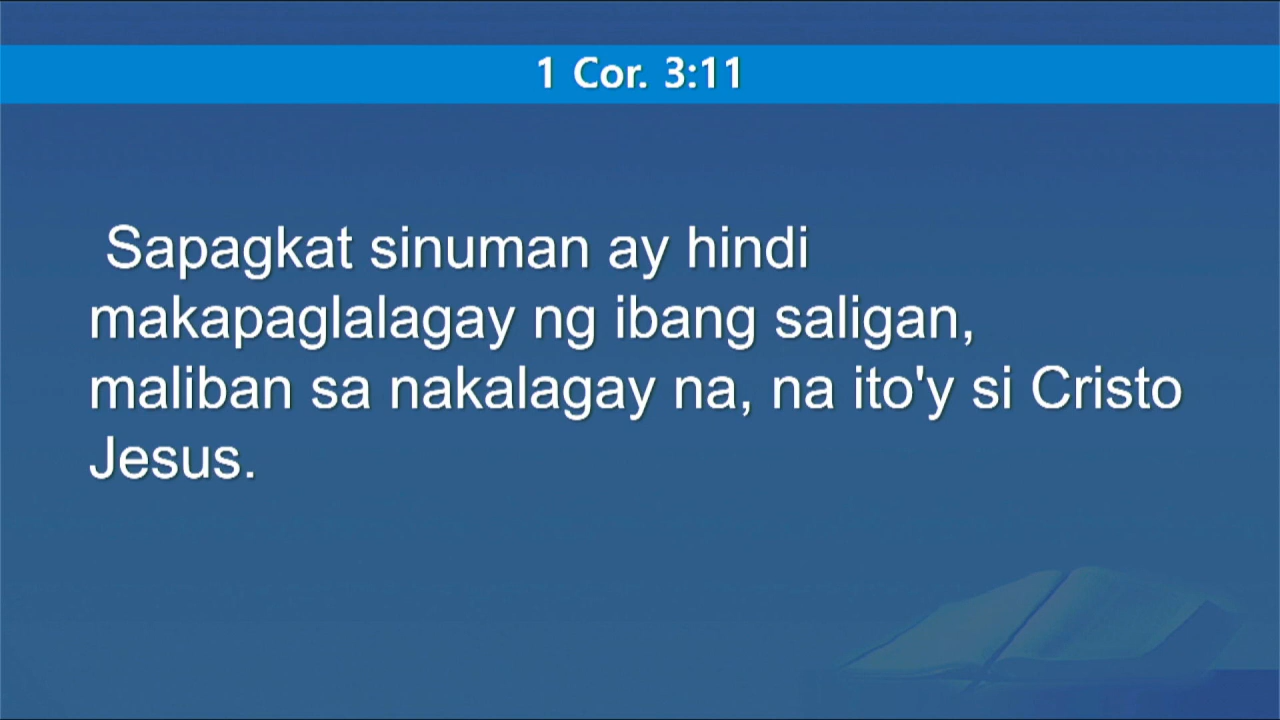 1 Cor. 3:11
Sapagkat sinuman ay hindi
makapaglalagay ng ibang saligan,
maliban sa nakalagay na, na ito'y si Cristo
Jesus.